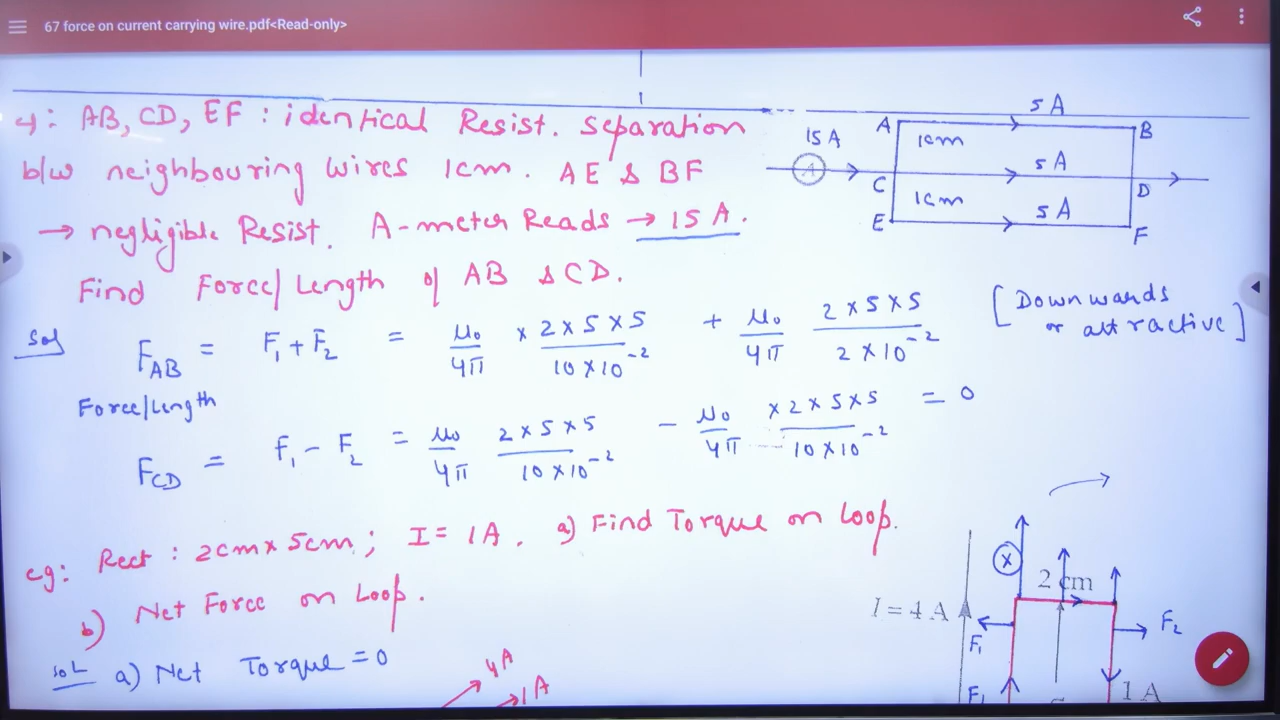 67 force on current carrying wire.pdf<Read-only>
eg: AB, CD, EF : identical Resist. Separation
b/w neighbouring wires 1cm. AE & BF
→ negligible Resist. A-meter Reads → 15 A.
Find Force/Length of AB & CD.
5 A
A
B
1cm
15 A
A
5 A
C
D
1cm
E
5 A
F
Sol
F_AB = F₁ + F₂ = μ₀/4π × 2×5×5/10×10⁻² + μ₀/4π 2×5×5/2×10⁻² [Downwards or attractive]
Force/Length
F_CD = F₁ - F₂ = μ₀/4π 2×5×5/10×10⁻² - μ₀/4π × 2×5×5/10×10⁻² = 0
eg: Rect : 2cm × 5cm ; I = 1A. a) Find Torque on Loop.
b) Net Force on Loop.
Sol a) Net Torque = 0
4A
1A
X
2 cm
I = 4 A
F₁
F₂
F₁
1 A